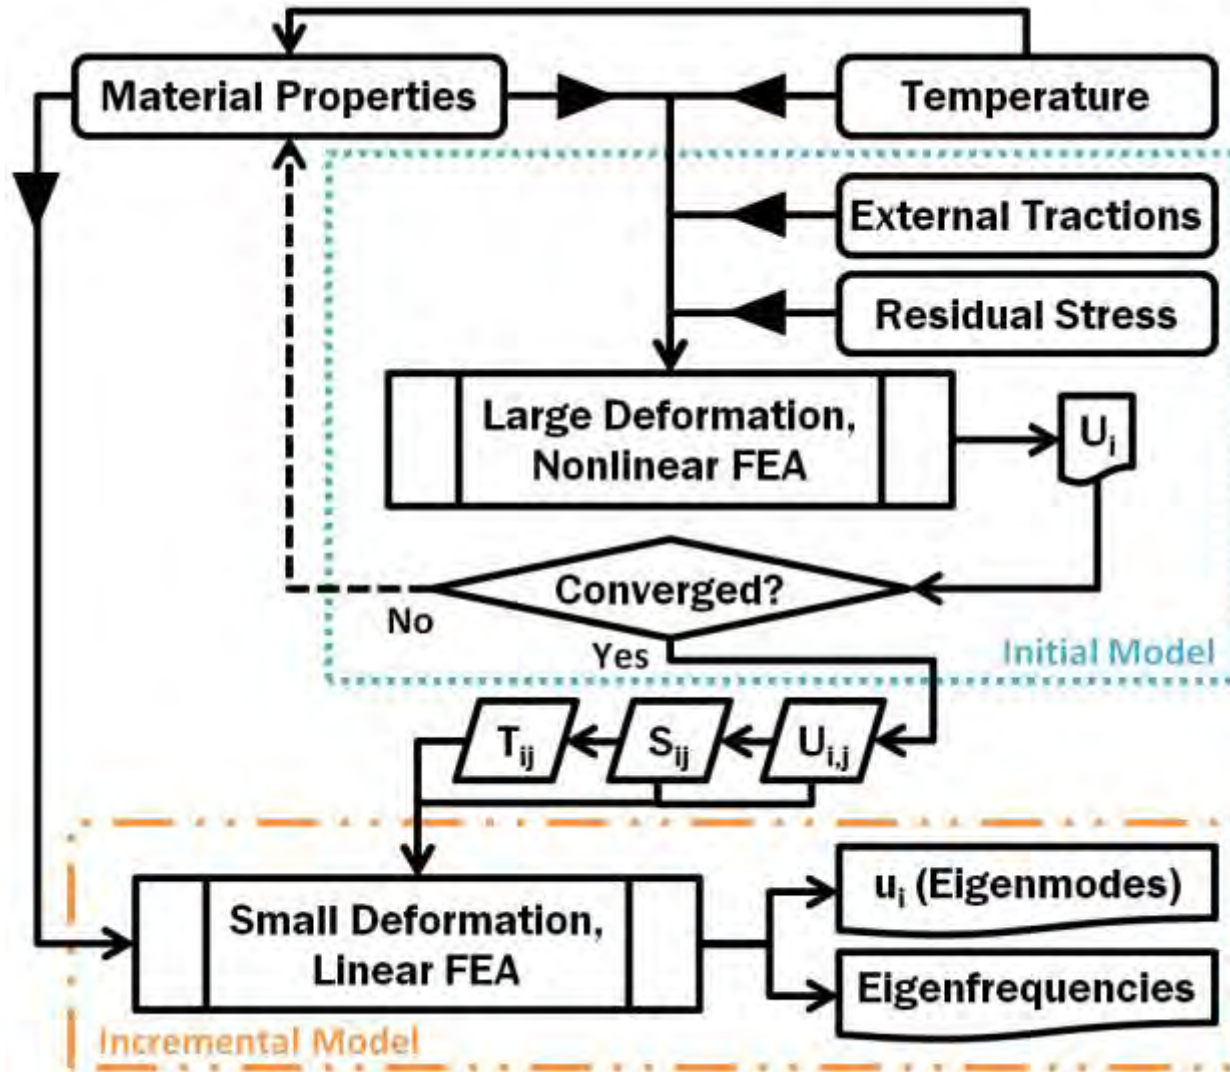 Material Properties
Temperature
External Tractions
Residual Stress
Large Deformation,
Nonlinear FEA
Uᵢ
Converged?
No
Yes
Initial Model
Tᵢⱼ
Sᵢⱼ
Uᵢ,ⱼ
Small Deformation,
Linear FEA
uᵢ (Eigenmodes)
Eigenfrequencies
Incremental Model